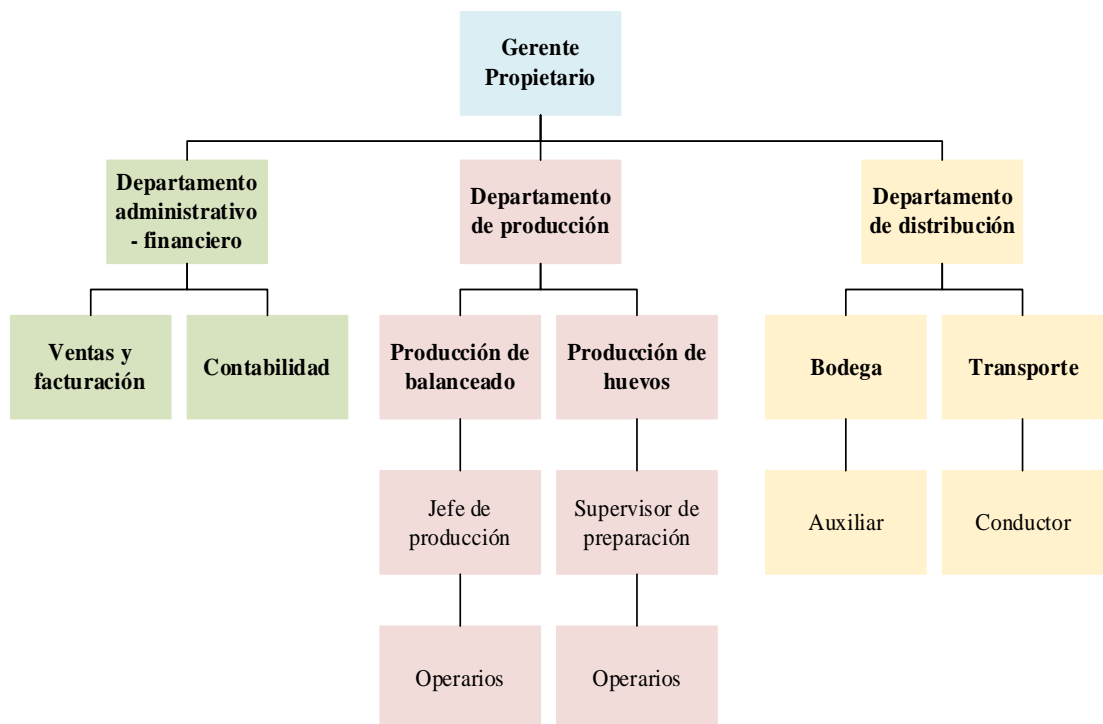 Gerente
Propietario
Departamento
administrativo
- financiero
Departamento
de producción
Departamento
de distribución
Ventas y
facturación
Contabilidad
Producción de
balanceado
Producción de
huevos
Bodega
Transporte
Jefe de
producción
Supervisor de
preparación
Auxiliar
Conductor
Operarios
Operarios